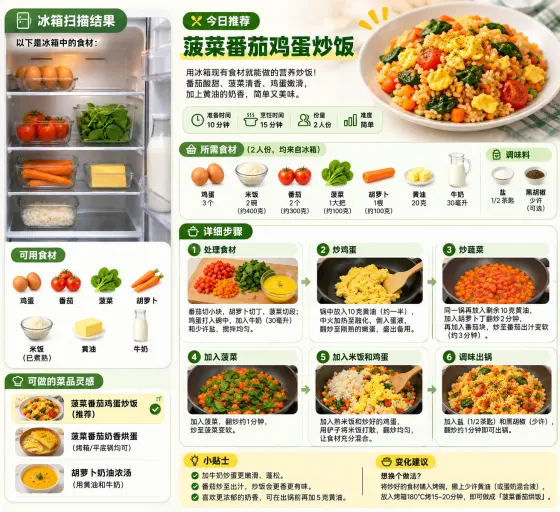 冰箱扫描结果
以下是冰箱中的食材：
可用食材
鸡蛋
番茄
菠菜
胡萝卜
米饭
(已煮熟)
黄油
牛奶
可做的菜品灵感
菠菜番茄鸡蛋炒饭
（推荐）
菠菜番茄奶香烘蛋
（烤箱/平底锅均可）
胡萝卜奶油浓汤
（用黄油和牛奶）
今日推荐
菠菜番茄鸡蛋炒饭
用冰箱现有食材就能做的营养炒饭！
番茄酸甜、菠菜清香，鸡蛋嫩滑，
加上黄油的奶香，简单又美味。
准备时间
10 分钟
烹饪时间
15 分钟
份量
2 人份
难度
简单
所需食材（2人份，均来自冰箱）
鸡蛋
3个
米饭
2碗
(约400克)
番茄
2个
(约300克)
菠菜
1大把
(约100克)
胡萝卜
1根
(约100克)
黄油
20克
牛奶
30毫升
调味料
盐
1/2 茶匙
黑胡椒
少许
(可选)
详细步骤
1 处理食材
番茄切小块，胡萝卜切丁，菠菜切段；
鸡蛋打入碗中，加入牛奶（30毫升）
和少许盐，搅拌均匀。
2 炒鸡蛋
锅中放入10克黄油（约一半），
中火加热至融化，倒入蛋液，
翻炒至刚熟的嫩蛋，盛出备用。
3 炒蔬菜
同一锅再放入剩余10克黄油，
加入胡萝卜丁翻炒2分钟，
再加入番茄块，炒至番茄出汁变软
（约3分钟）。
4 加入菠菜
加入菠菜，翻炒约1分钟，
炒至菠菜变软。
5 加入米饭和鸡蛋
加入熟米饭和炒好的鸡蛋，
用铲子将米饭打散，翻炒均匀，
让食材充分混合。
6 调味出锅
加入盐（1/2茶匙）和黑胡椒（少许），
翻炒约1分钟即可出锅。
小贴士
加牛奶炒蛋更嫩滑、蓬松。
番茄炒至出汁，炒饭会更香更有味。
喜欢更浓郁的奶香，可在出锅前再加5克黄油。
变化建议
想换个做法？
将炒好的食材铺入烤碗，撒上少许黄油（或蛋奶混合液），
放入烤箱180°C烤15–20分钟，即可做成「菠菜番茄烘饭」。